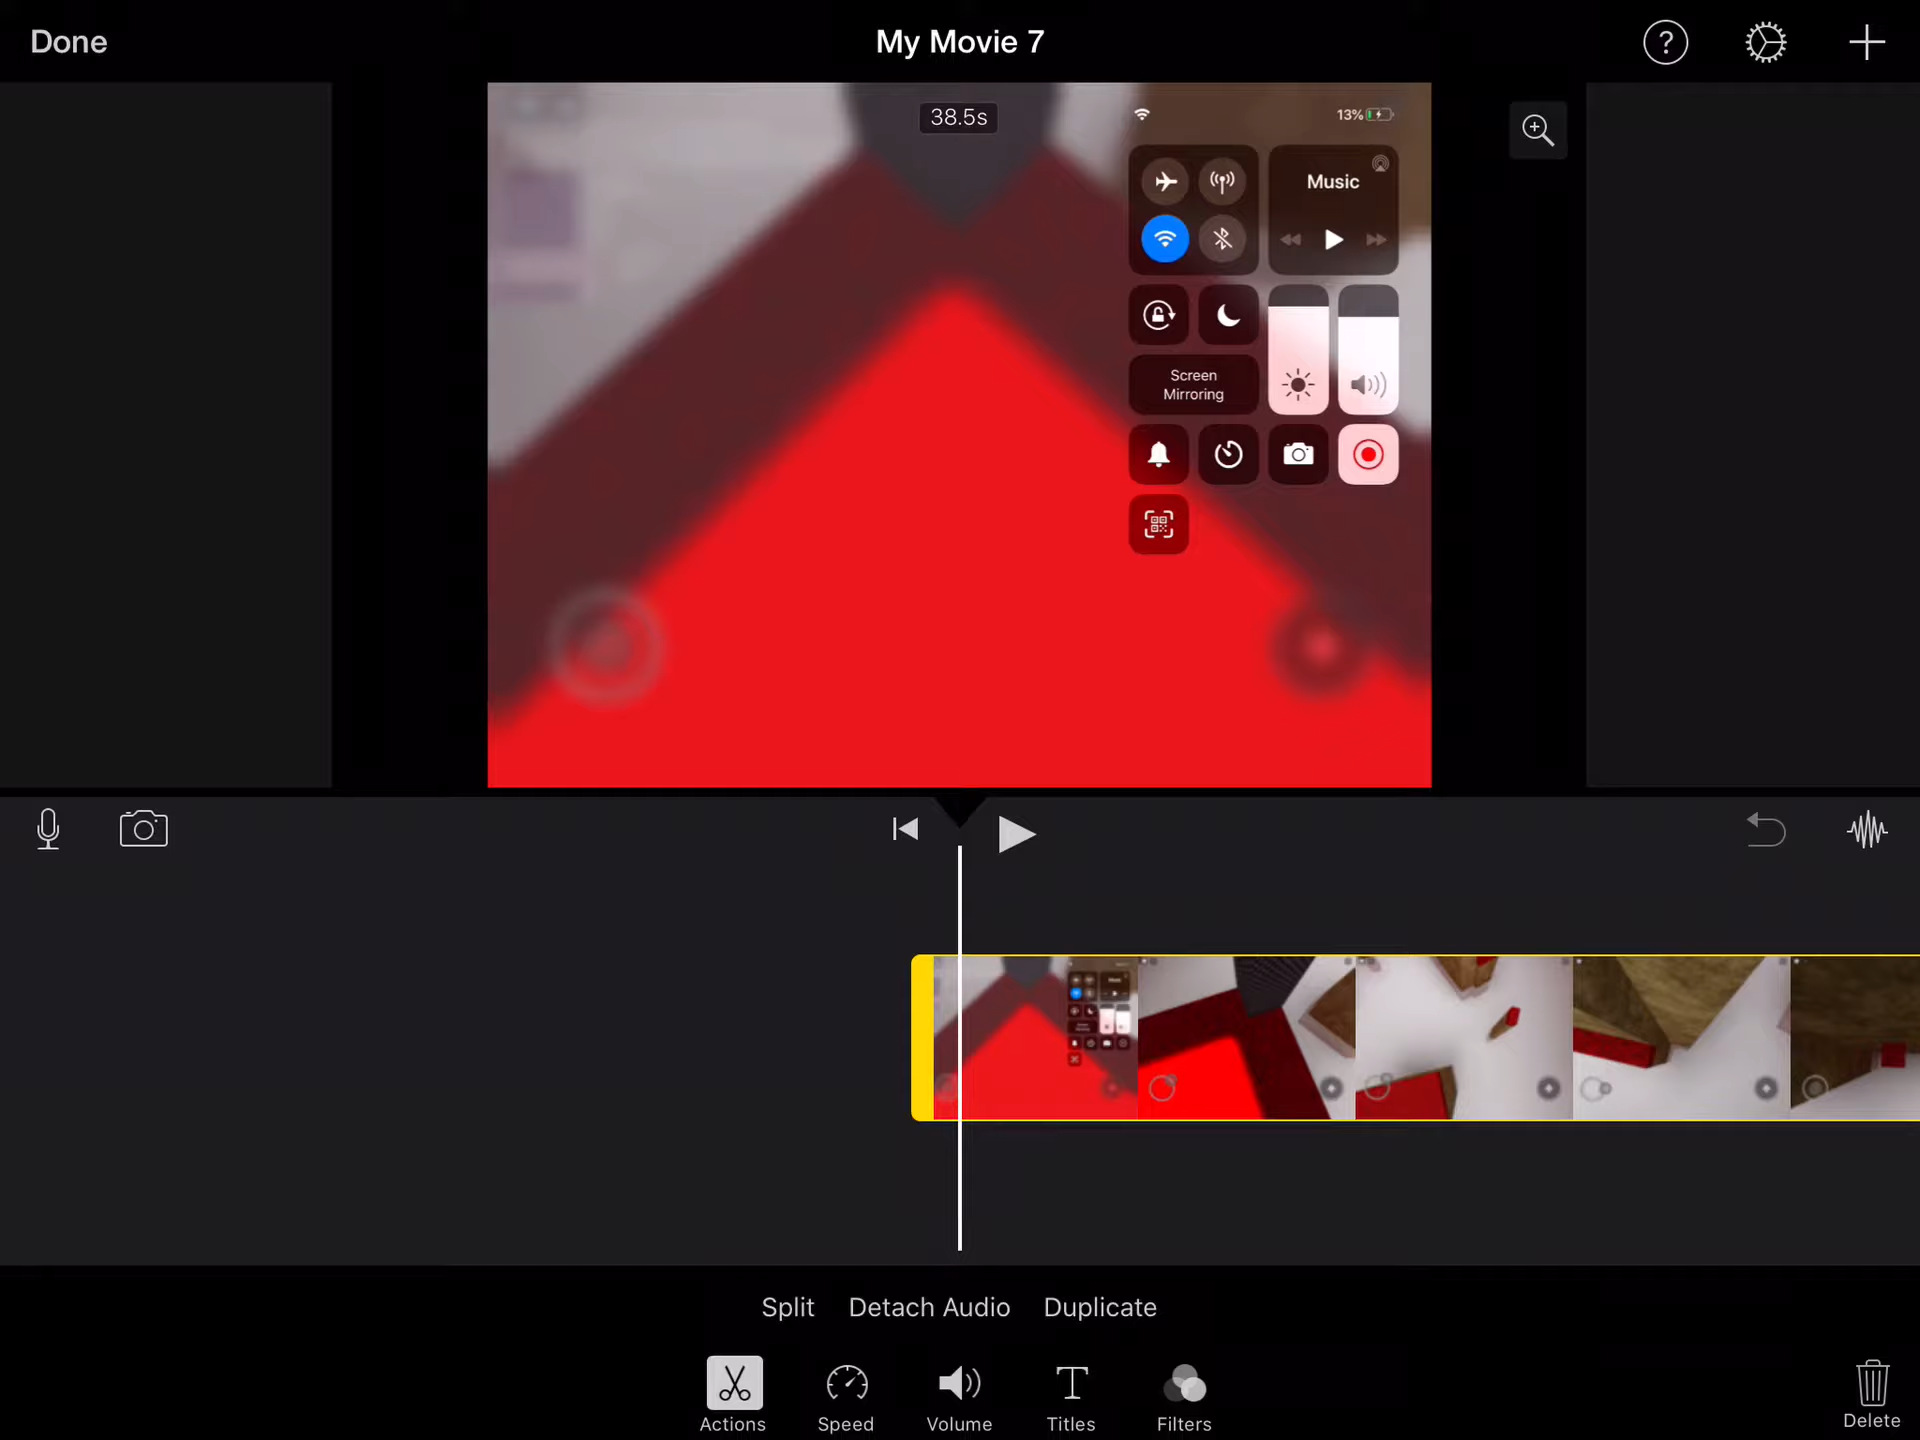 Done
My Movie 7
?
38.5s
13%
Music
Screen
Mirroring
Split
Detach Audio
Duplicate
Actions
Speed
Volume
Titles
Filters
Delete